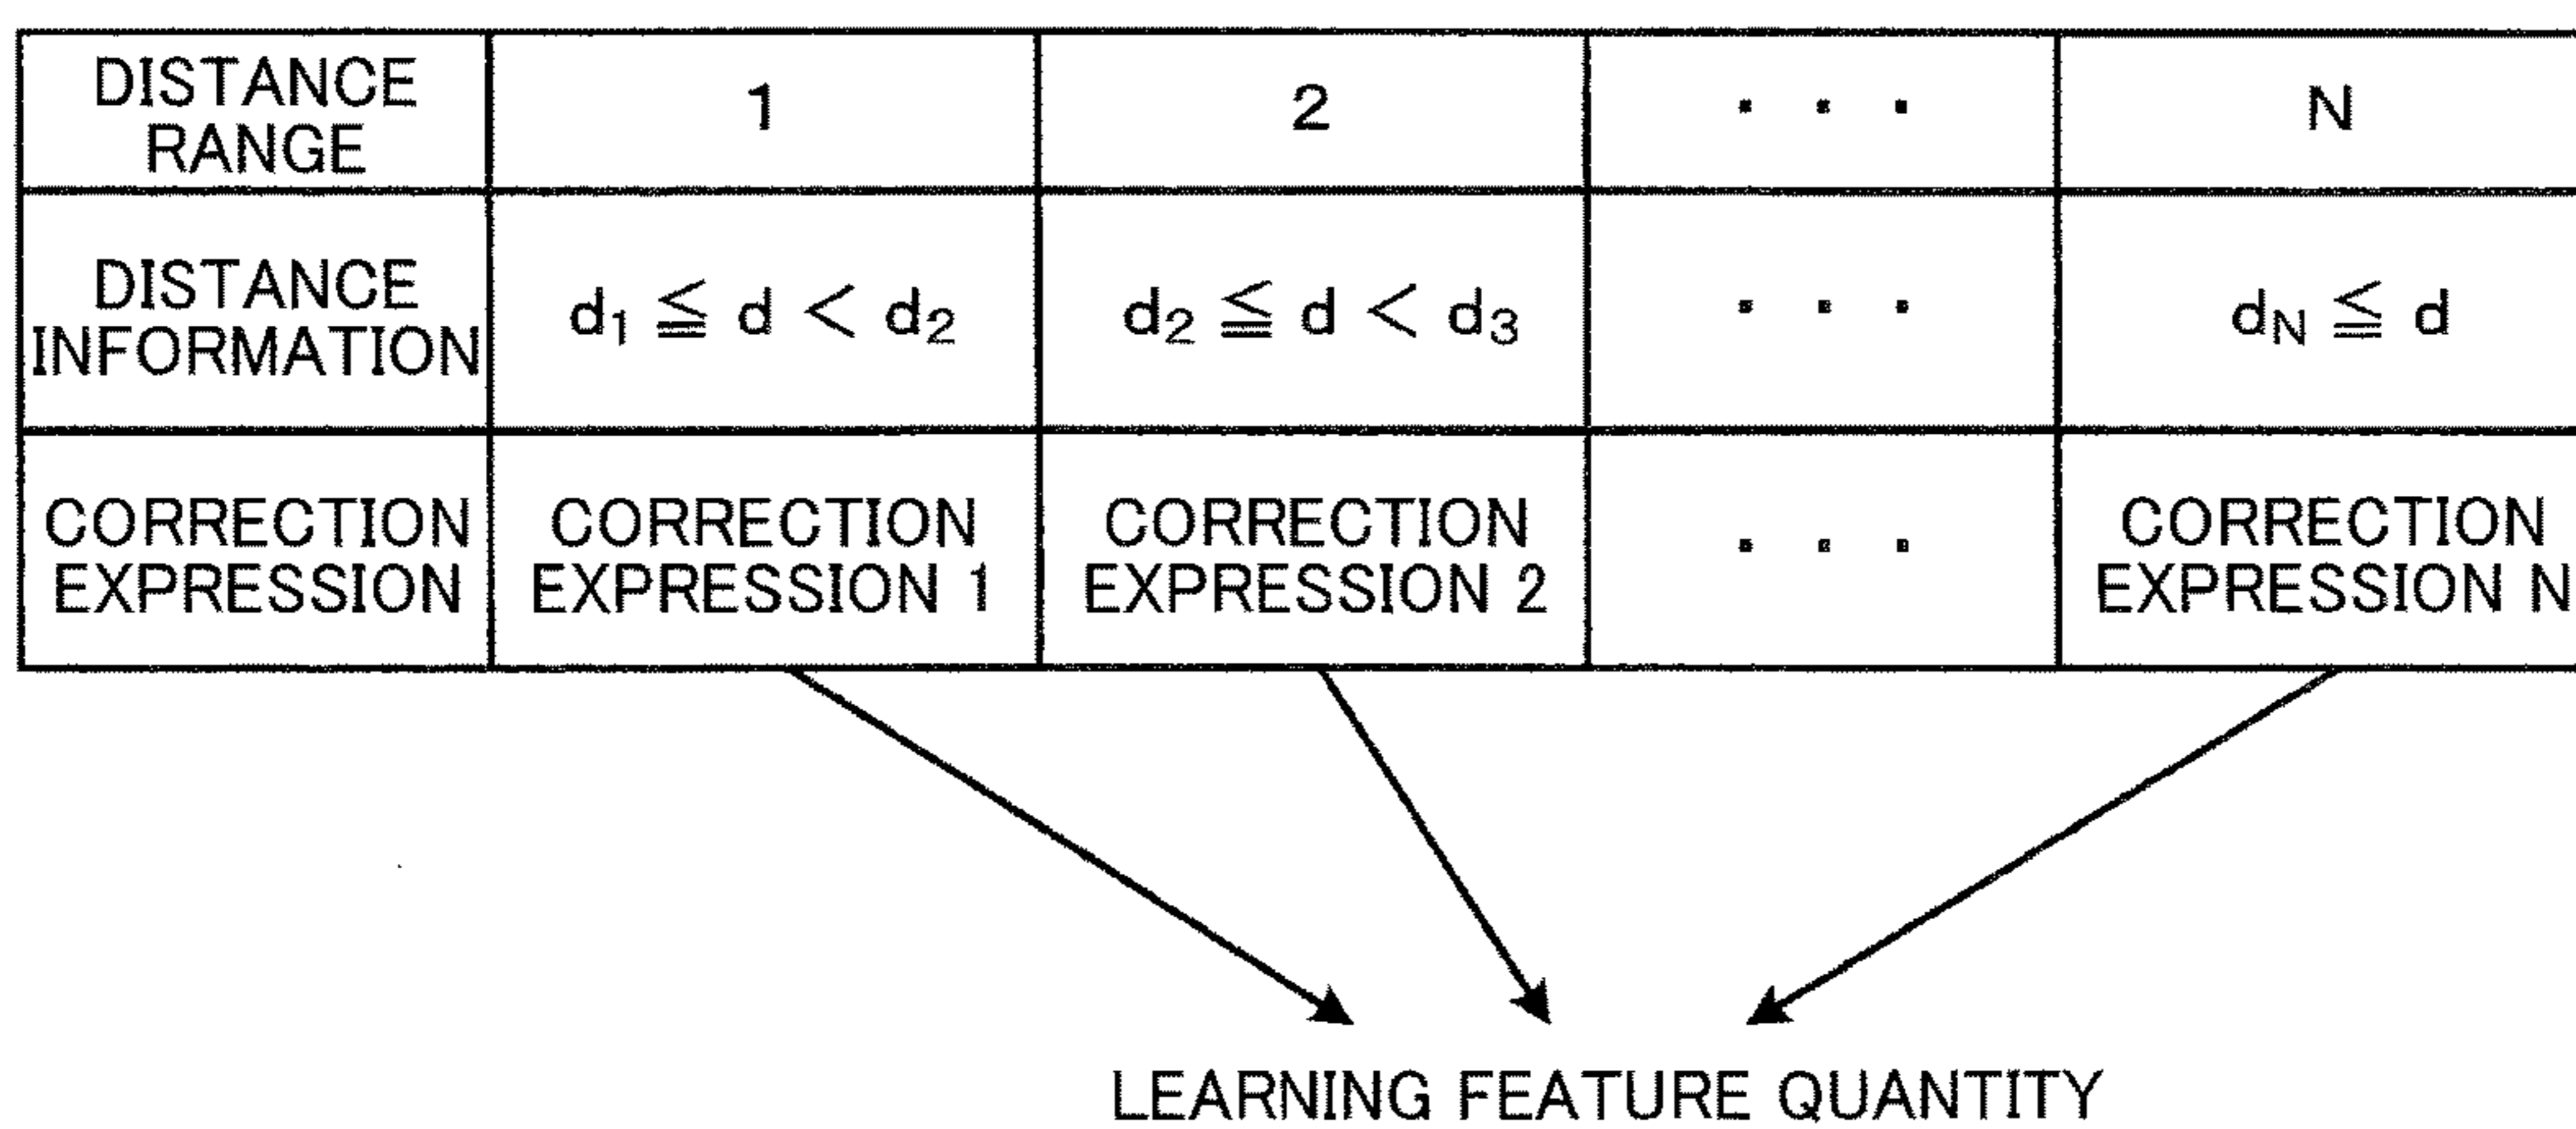 DISTANCE
RANGE
1
2
· · ·
N
DISTANCE
INFORMATION
d₁ ≦ d < d₂
d₂ ≦ d < d₃
· · ·
d_N ≦ d
CORRECTION
EXPRESSION
CORRECTION
EXPRESSION 1
CORRECTION
EXPRESSION 2
· · ·
CORRECTION
EXPRESSION N
LEARNING FEATURE QUANTITY